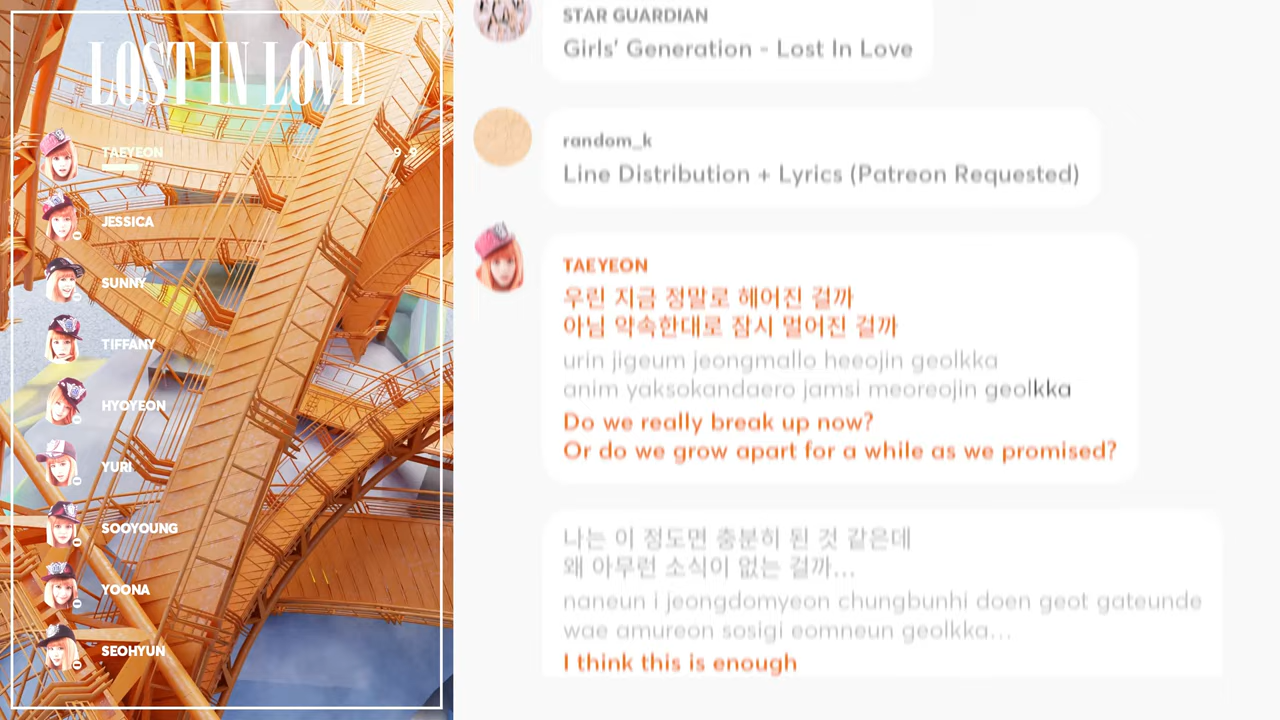 LOST IN LOVE
TAEYEON
9.9
JESSICA
SUNNY
TIFFANY
HYOYEON
YURI
SOOYOUNG
YOONA
SEOHYUN
STAR GUARDIAN
Girls' Generation - Lost In Love
random_k
Line Distribution + Lyrics (Patreon Requested)
TAEYEON
우린 지금 정말로 헤어진 걸까
아님 약속한대로 잠시 멀어진 걸까
urin jigeum jeongmallo heeojin geolkka
anim yaksokandaero jamsi meoreojin geolkka
Do we really break up now?
Or do we grow apart for a while as we promised?
나는 이 정도면 충분히 된 것 같은데
왜 아무런 소식이 없는 걸까...
naneun i jeongdomyeon chungbunhi doen geot gateunde
wae amureon sosigi eomneun geolkka...
I think this is enough